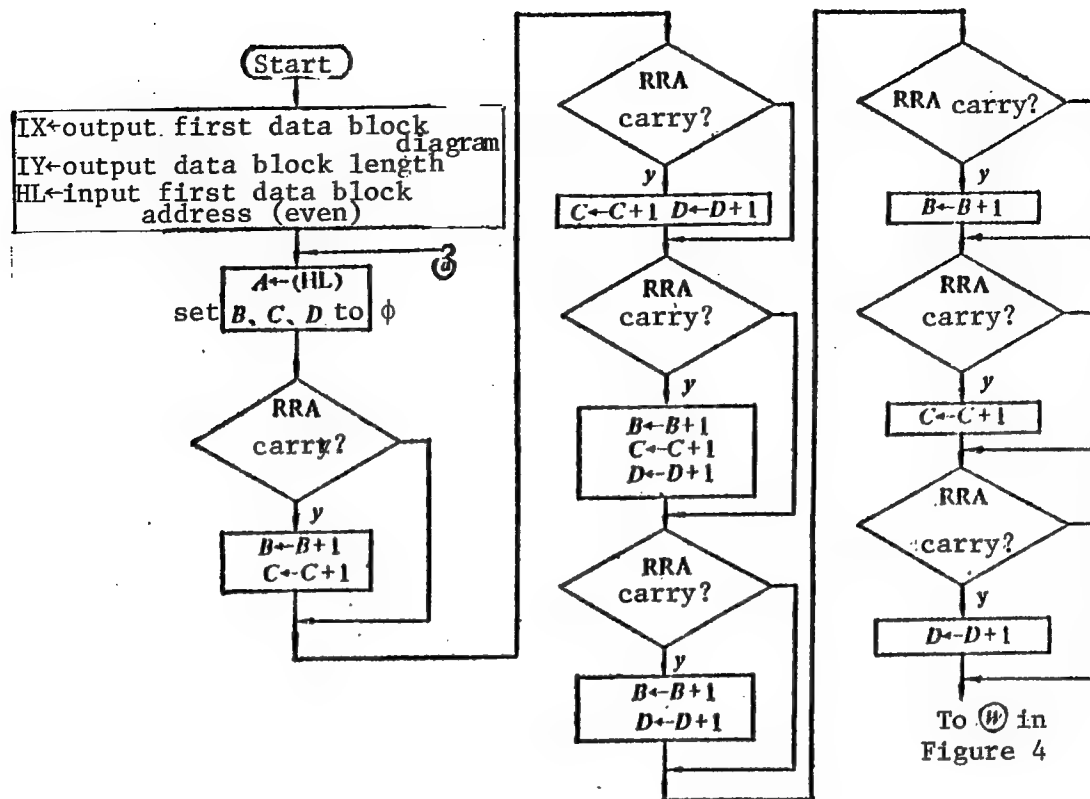 Start
IX←output first data block
diagram
IY←output data block length
HL←input first data block
address (even)
A←(HL)
set B、C、D to ϕ
RRA
carry?
y
B←B+1
C←C+1
RRA
carry?
y
C←C+1 D←D+1
RRA
carry?
y
B←B+1
C←C+1
D←D+1
RRA
carry?
y
B←B+1
D←D+1
RRA carry?
y
B←B+1
RRA
carry?
y
C←C+1
RRA
carry?
y
D←D+1
To W in
Figure 4